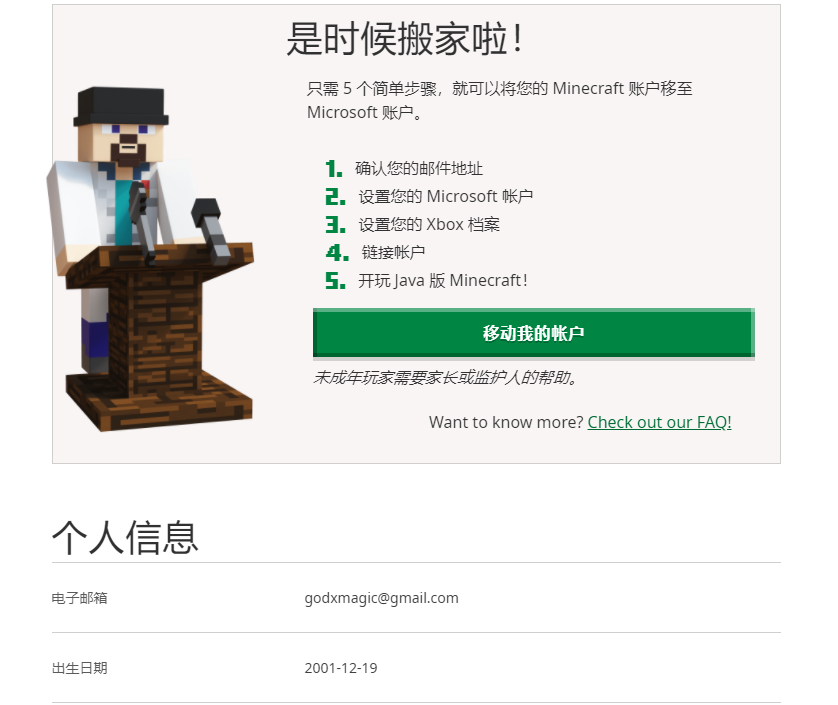 是时候搬家啦！
只需 5 个简单步骤，就可以将您的 Minecraft 账户移至
Microsoft 账户。
1. 确认您的邮件地址
2. 设置您的 Microsoft 帐户
3. 设置您的 Xbox 档案
4. 链接帐户
5. 开玩 Java 版 Minecraft！
移动我的帐户
未成年玩家需要家长或监护人的帮助。
Want to know more? Check out our FAQ!
个人信息
电子邮箱 godxmagic@gmail.com
出生日期 2001-12-19